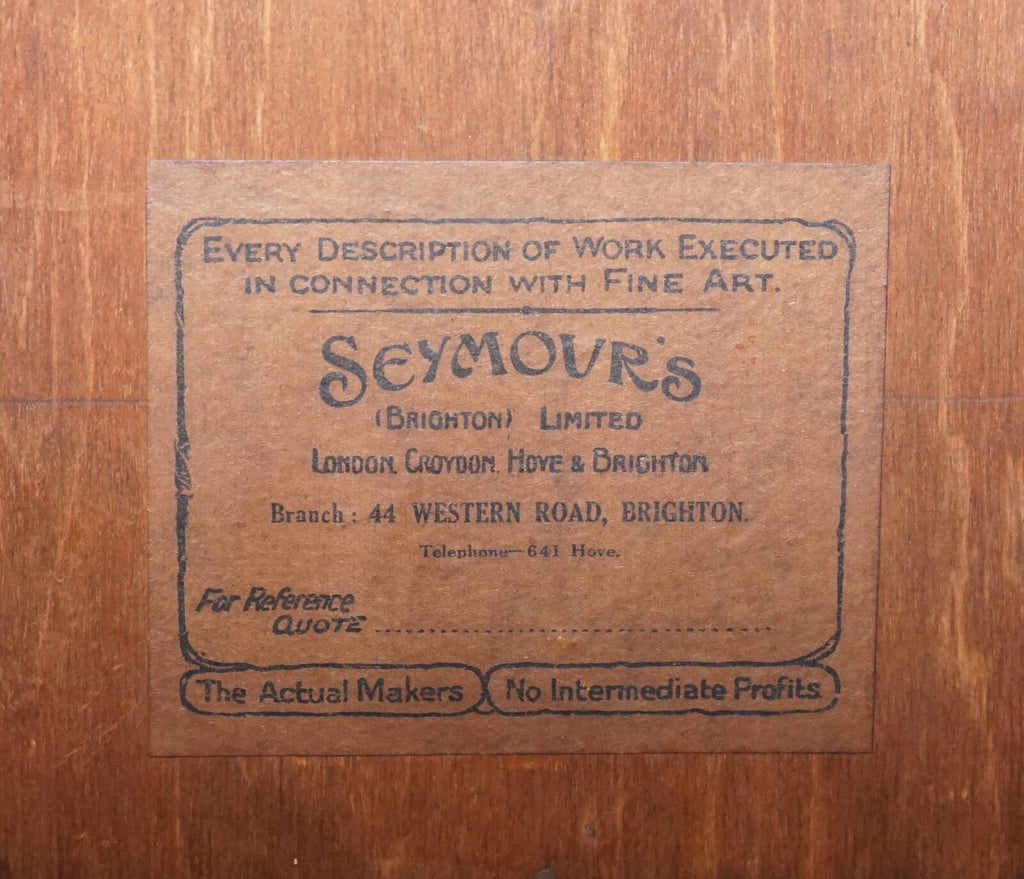 EVERY DESCRIPTION OF WORK EXECUTED
IN CONNECTION WITH FINE ART.
SEYMOUR'S
(BRIGHTON) LIMITED
LONDON, CROYDON, HOVE & BRIGHTON
Branch: 44 WESTERN ROAD, BRIGHTON.
Telephone—641 Hove.
For Reference
QUOTE ........................................
The Actual Makers No Intermediate Profits